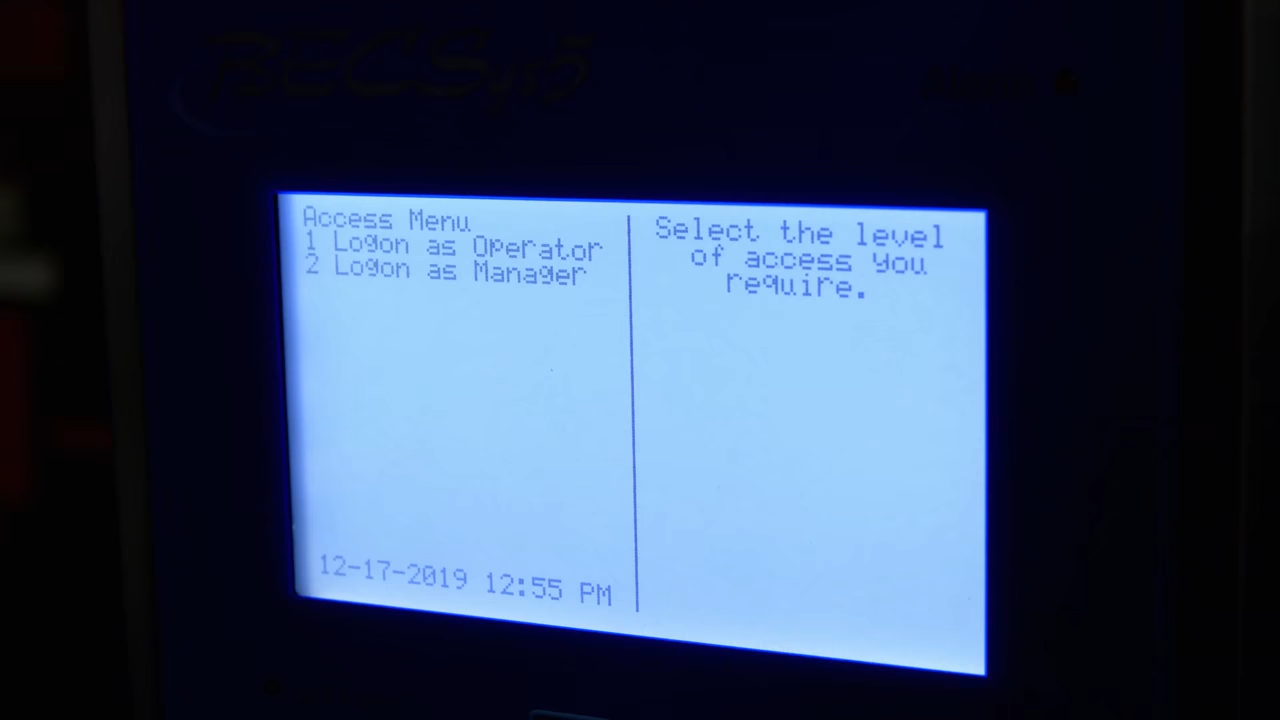 BECSys5
Access Menu
1 Logon as Operator
2 Logon as Manager
12-17-2019 12:55 PM
Select the level
of access you
require.